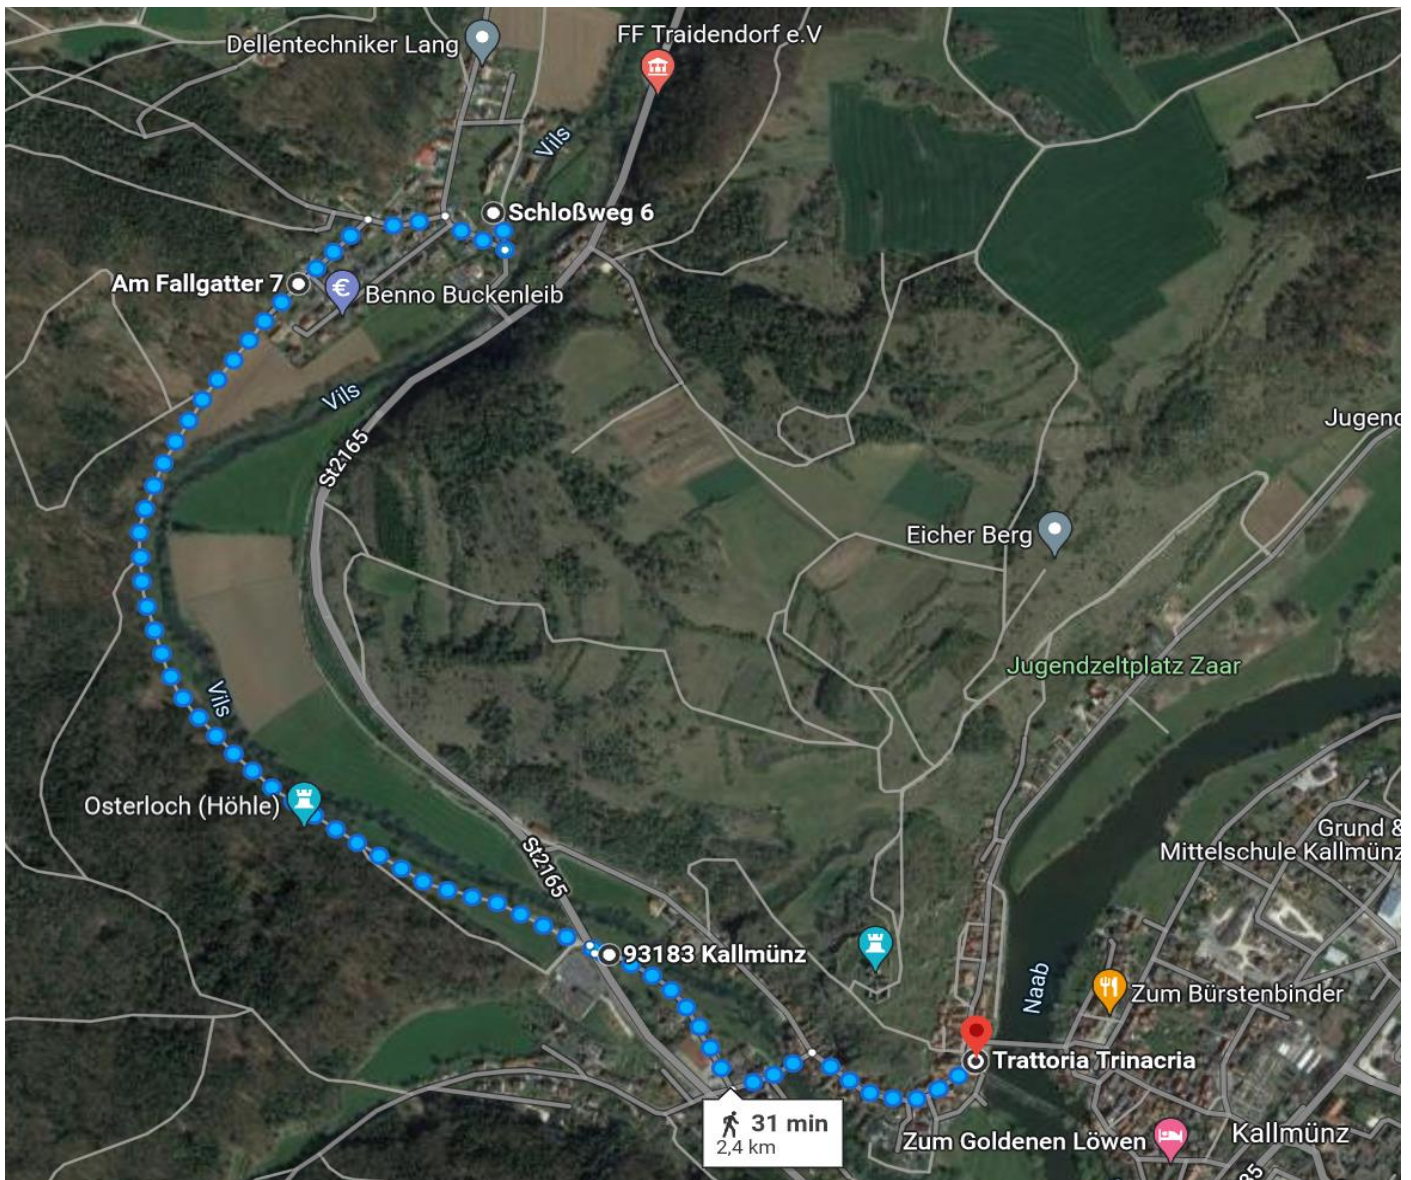 Dellentechniker Lang
FF Traidendorf e.V
Vils
Schloßweg 6
Am Fallgatter 7
€
Benno Buckenleib
Vils
St2165
Jugend
Eicher Berg
Jugendzeltplatz Zaar
Vils
Osterloch (Höhle)
Grund &
Mittelschule Kallmünz
St2165
93183 Kallmünz
Naab
Zum Bürstenbinder
Trattoria Trinacria
31 min
2,4 km
Zum Goldenen Löwen
Kallmünz